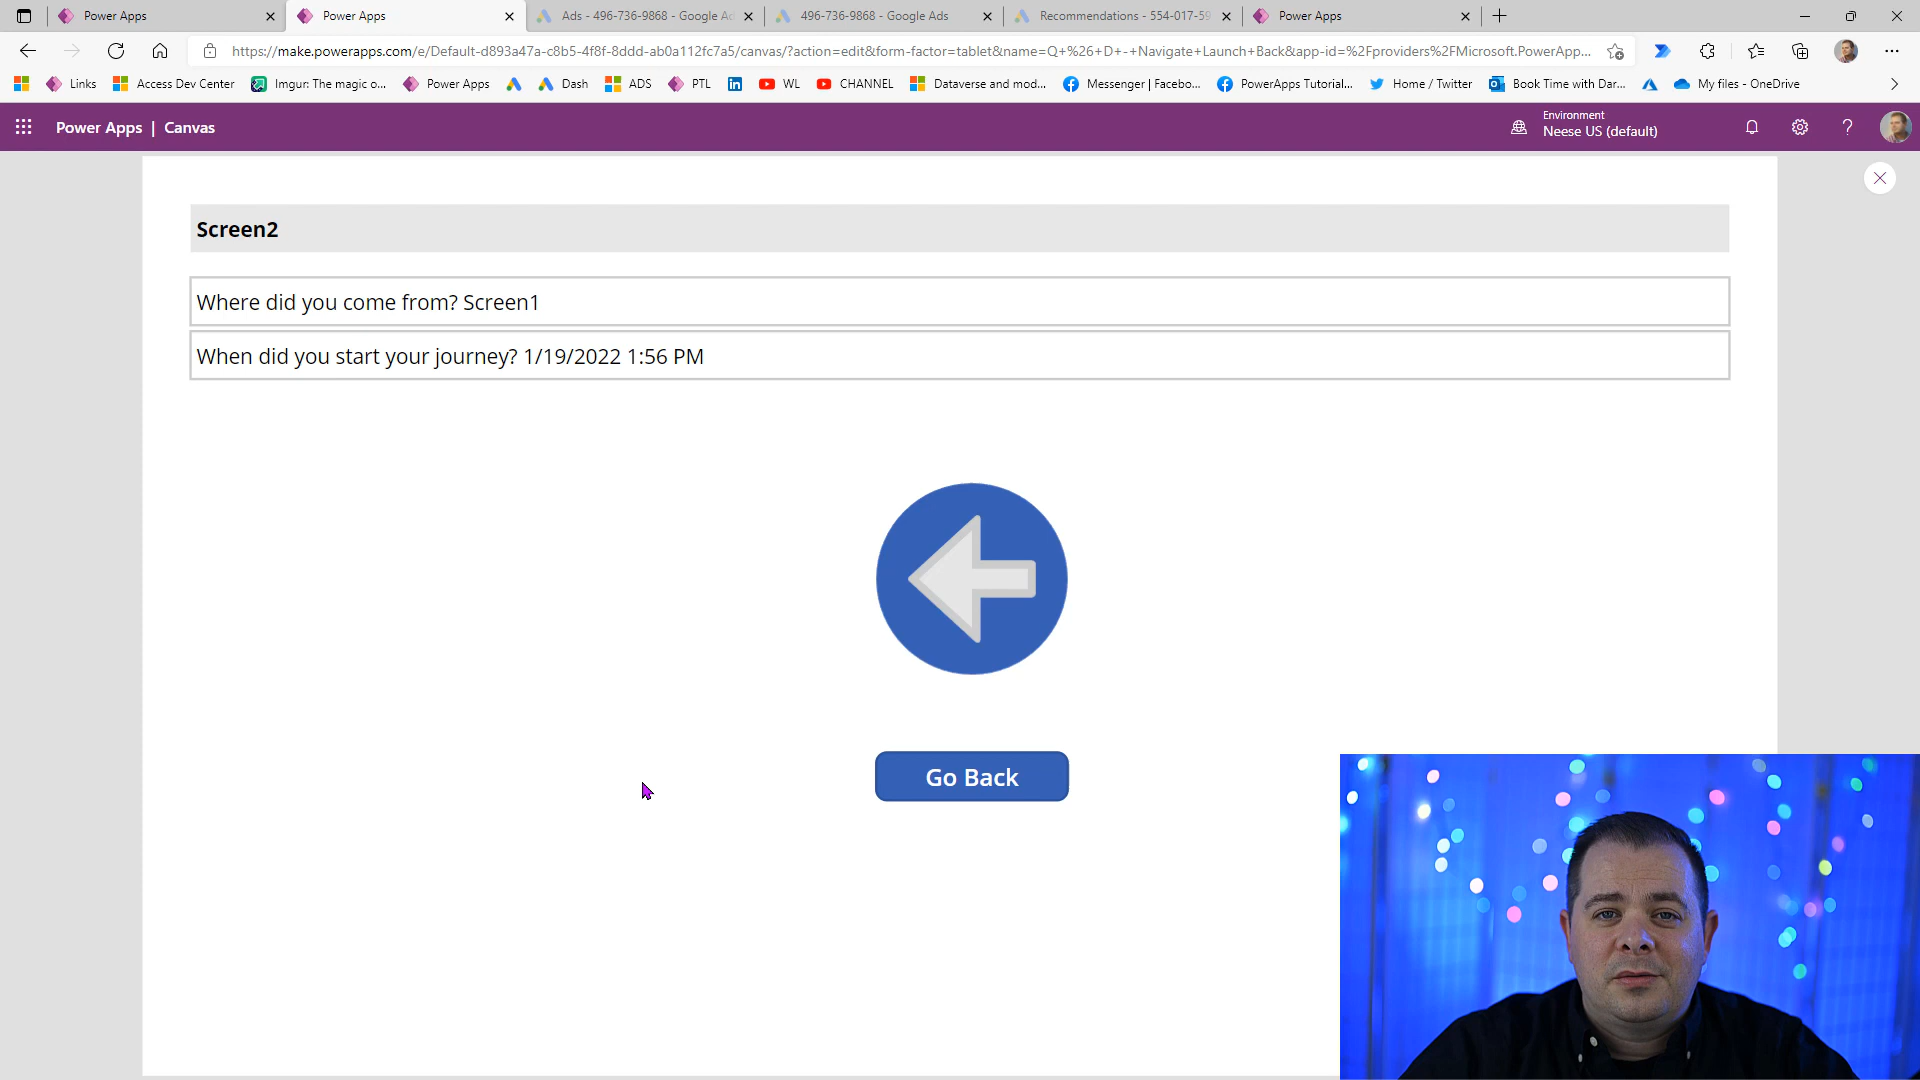 Power Apps
Power Apps
Ads - 496-736-9868 - Google Ad
496-736-9868 - Google Ads
Recommendations - 554-017-59
Power Apps
https://make.powerapps.com/e/Default-d893a47a-c8b5-4f8f-8ddd-ab0a112fc7a5/canvas/?action=edit&form-factor=tablet&name=Q+%26+D+-+Navigate+Launch+Back&app-id=%2Fproviders%2FMicrosoft.PowerApp...
Links
Access Dev Center
Imgur: The magic o...
Power Apps
Dash
ADS
PTL
WL
CHANNEL
Dataverse and mod...
Messenger | Facebo...
PowerApps Tutorial...
Home / Twitter
Book Time with Dar...
My files - OneDrive
Power Apps | Canvas
Environment
Neese US (default)
Screen2
Where did you come from? Screen1
When did you start your journey? 1/19/2022 1:56 PM
Go Back